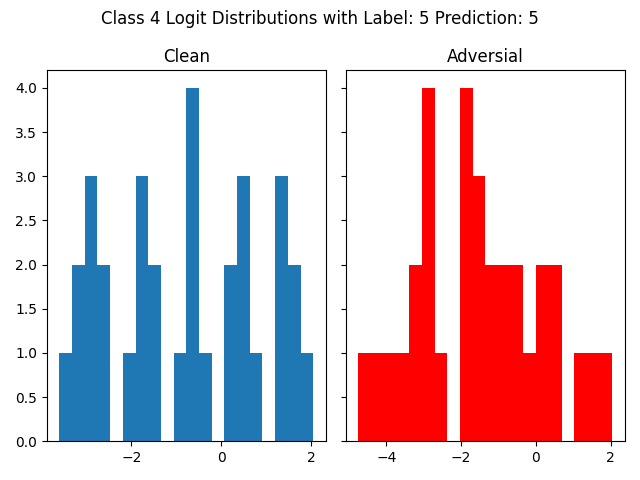 Class 4 Logit Distributions with Label: 5 Prediction: 5
Clean
Adversial
4.0
3.5
3.0
2.5
2.0
1.5
1.0
0.5
0.0
−2 0 2
−4 −2 0 2